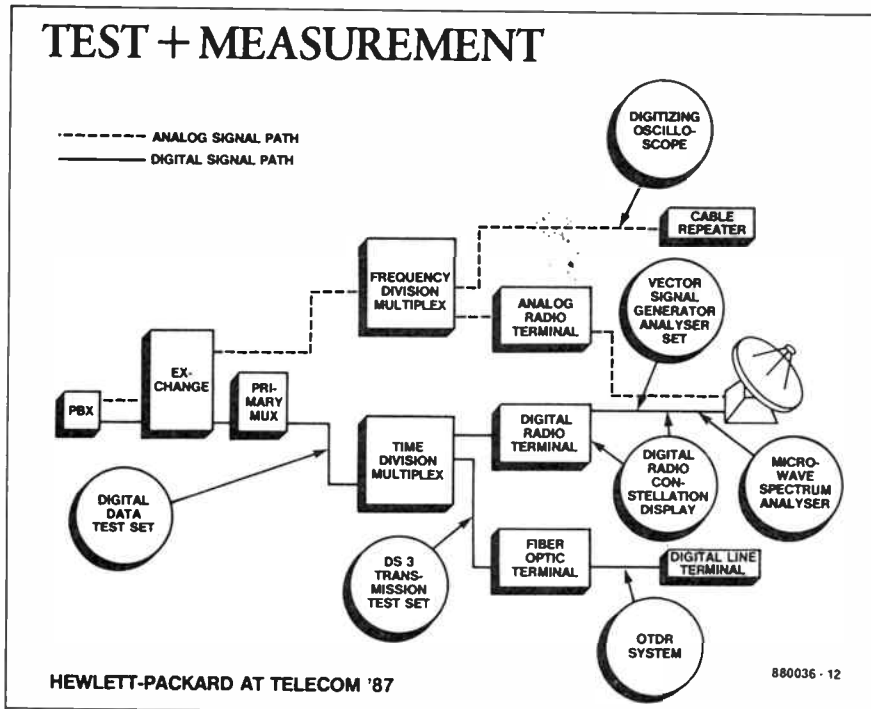 TEST + MEASUREMENT
ANALOG SIGNAL PATH
DIGITAL SIGNAL PATH
DIGITIZING
OSCILLO-
SCOPE
CABLE
REPEATER
FREQUENCY
DIVISION
MULTIPLEX
VECTOR
SIGNAL
GENERATOR
ANALYSER
SET
ANALOG
RADIO
TERMINAL
EX-
CHANGE
PBX
PRI-
MARY
MUX
TIME
DIVISION
MULTIPLEX
DIGITAL
RADIO
TERMINAL
DIGITAL
RADIO
CON-
STELLATION
DISPLAY
MICRO-
WAVE
SPECTRUM
ANALYSER
DIGITAL
DATA
TEST SET
DS 3
TRANS-
MISSION
TEST SET
FIBER
OPTIC
TERMINAL
DIGITAL LINE
TERMINAL
OTDR
SYSTEM
HEWLETT-PACKARD AT TELECOM '87
880036 - 12